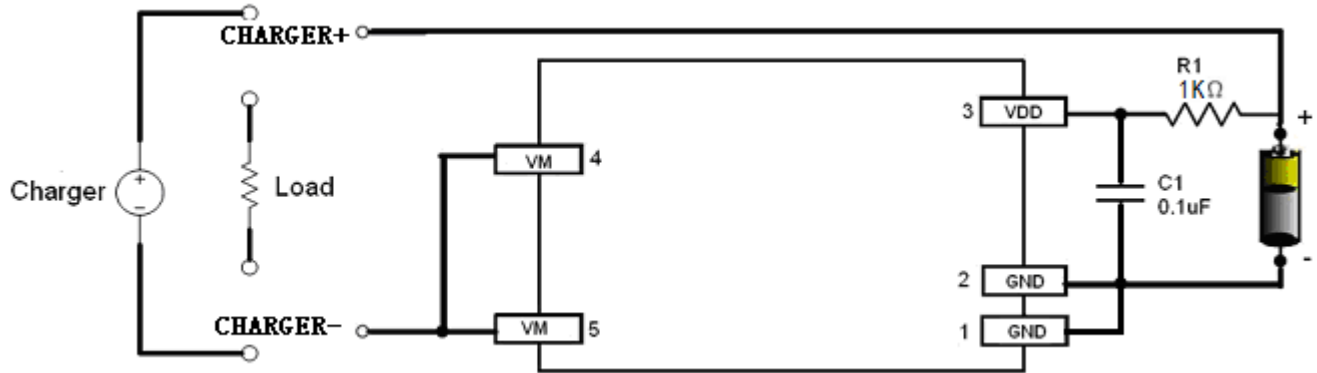 CHARGER+
R1
1KΩ
3 VDD
+
VM 4
Charger
+
−
Load
C1
0.1uF
2 GND
-
CHARGER−
VM 5
1 GND